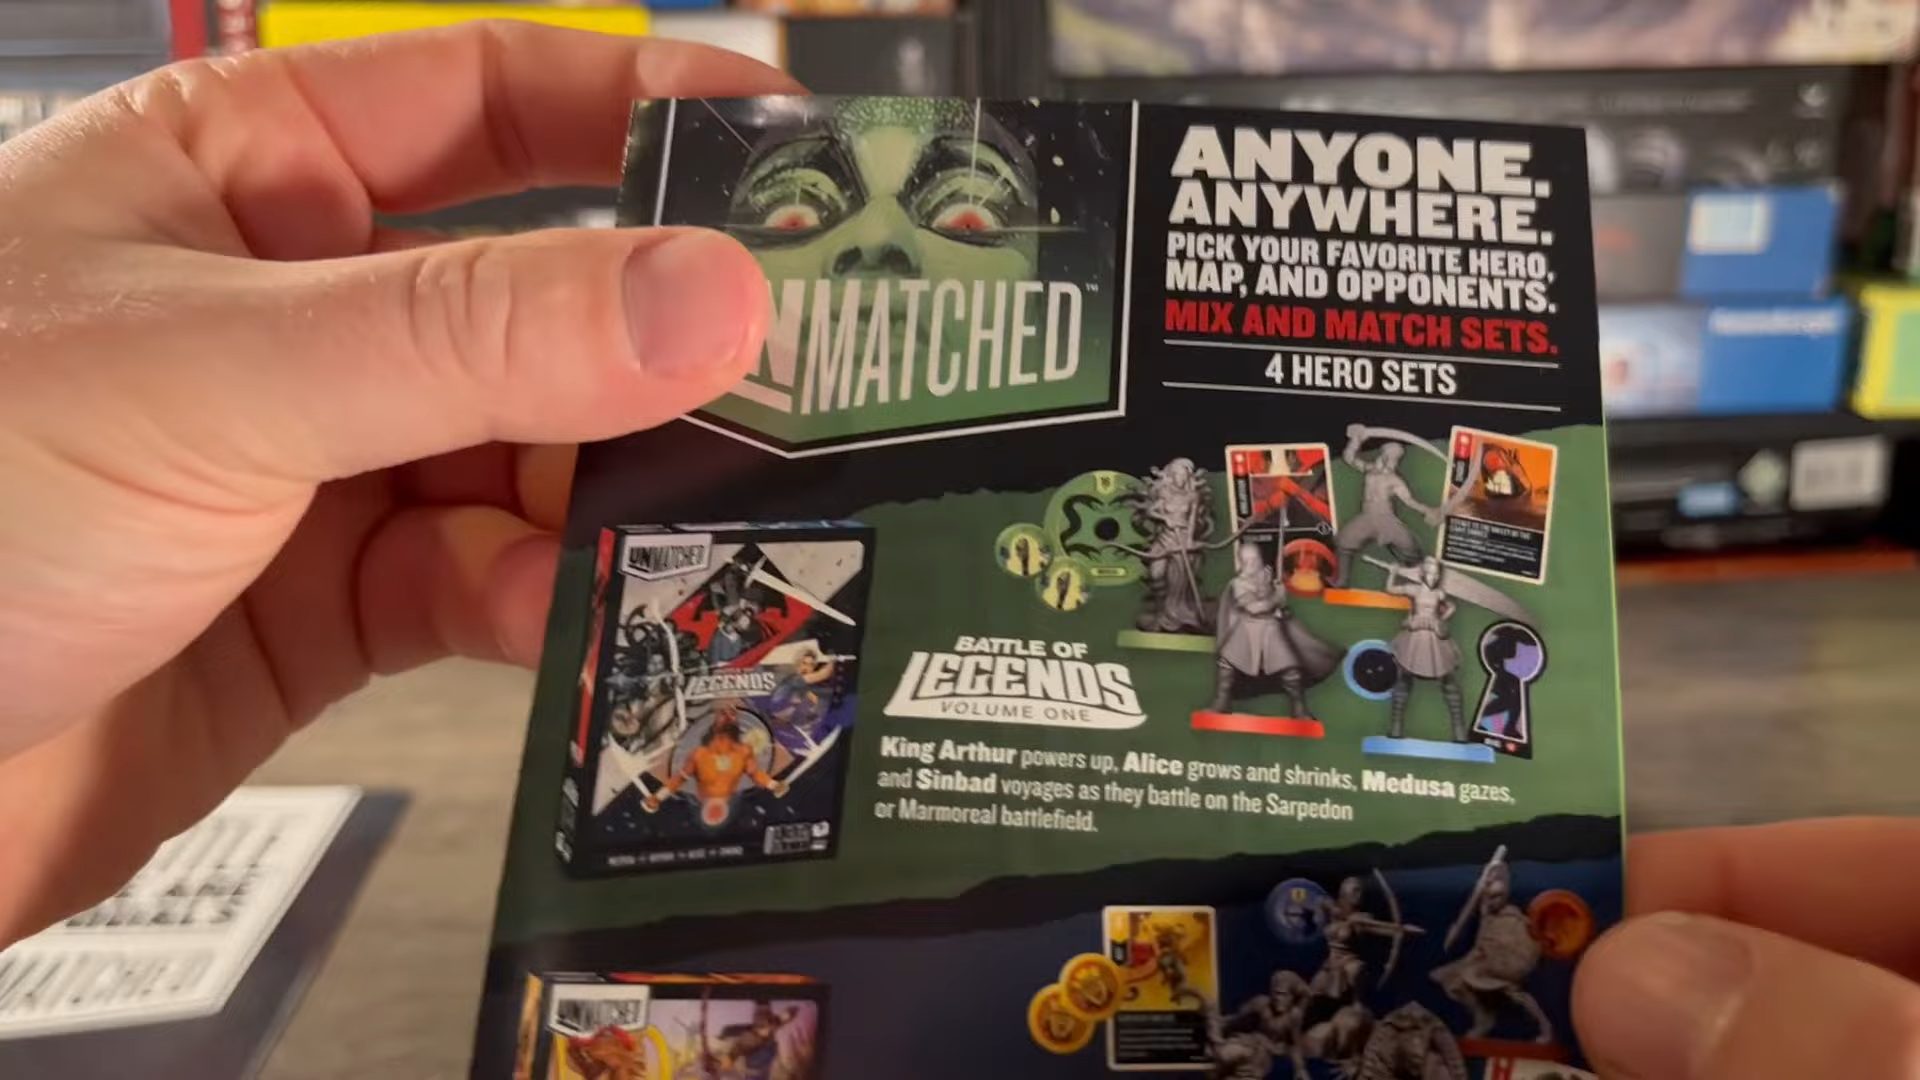 UNMATCHED™
ANYONE.
ANYWHERE.
PICK YOUR FAVORITE HERO,
MAP, AND OPPONENTS.
MIX AND MATCH SETS.
4 HERO SETS
UNMATCHED
LEGENDS
BATTLE OF
LEGENDS
VOLUME ONE
King Arthur powers up, Alice grows and shrinks, Medusa gazes,
and Sinbad voyages as they battle on the Sarpedon
or Marmoreal battlefield.
UNMATCHED